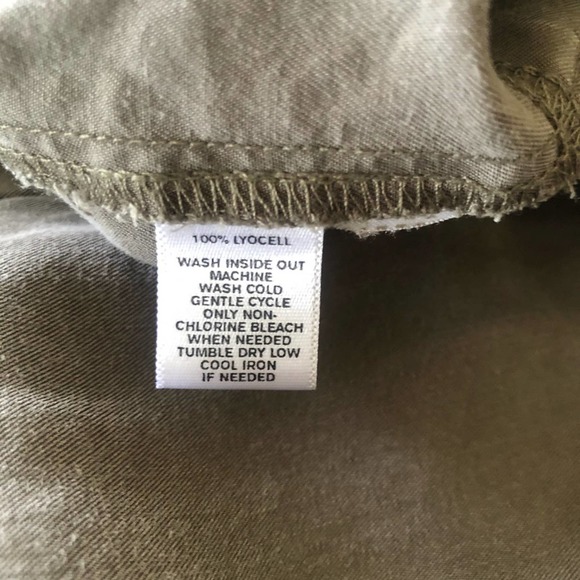 100% LYOCELL
WASH INSIDE OUT
MACHINE
WASH COLD
GENTLE CYCLE
ONLY NON-
CHLORINE BLEACH
WHEN NEEDED
TUMBLE DRY LOW
COOL IRON
IF NEEDED